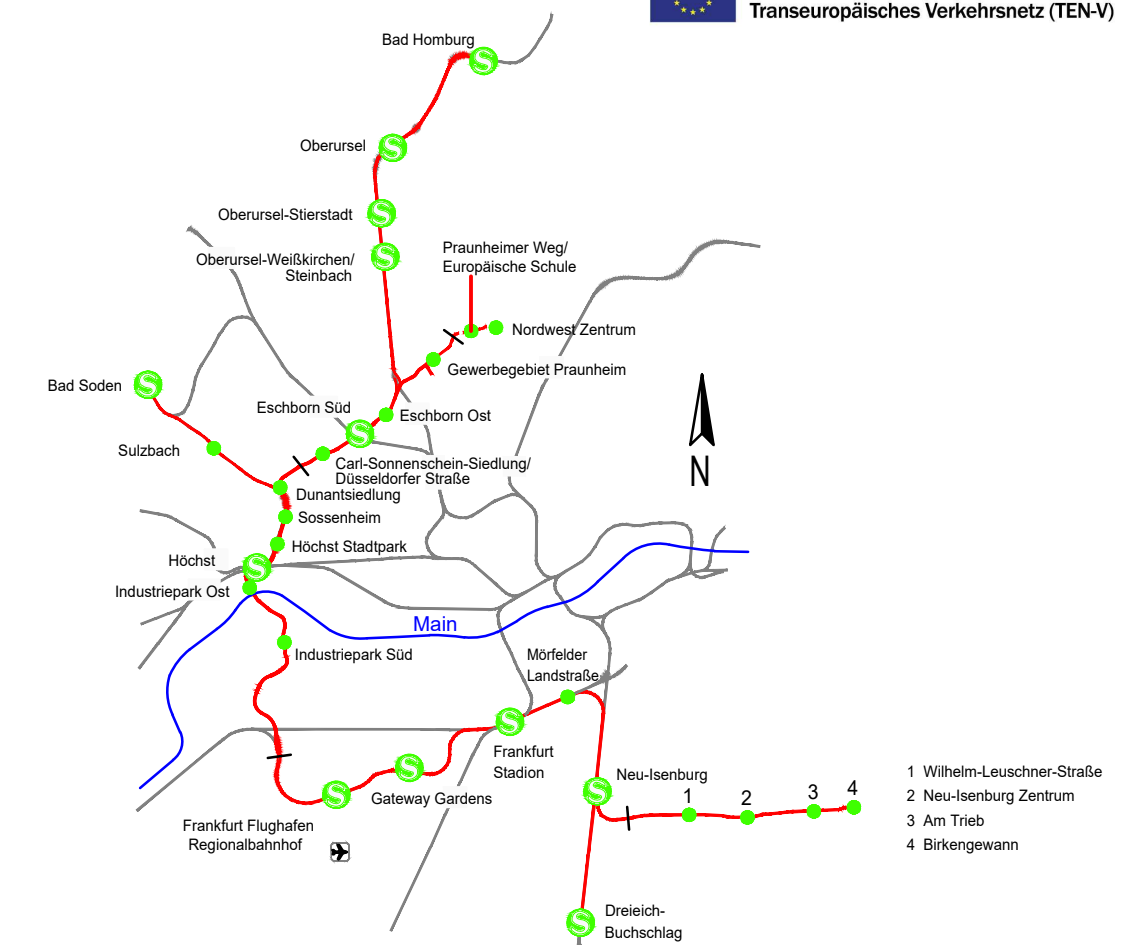 Transeuropäisches Verkehrsnetz (TEN-V)
Bad Homburg
Oberursel
Oberursel-Stierstadt
Oberursel-Weißkirchen/
Steinbach
Praunheimer Weg/
Europäische Schule
Nordwest Zentrum
Gewerbegebiet Praunheim
Bad Soden
Eschborn Süd
Eschborn Ost
Sulzbach
Carl-Sonnenschein-Siedlung/
Düsseldorfer Straße
Dunantsiedlung
N
Sossenheim
Höchst Stadtpark
Höchst
Industriepark Ost
Main
Industriepark Süd
Mörfelder
Landstraße
Frankfurt
Stadion
Gateway Gardens
Frankfurt Flughafen
Regionalbahnhof
Neu-Isenburg
1
2
3
4
1 Wilhelm-Leuschner-Straße
2 Neu-Isenburg Zentrum
3 Am Trieb
4 Birkengewann
Dreieich-
Buchschlag
S
S
S
S
S
S
S
S
S
S
S
S